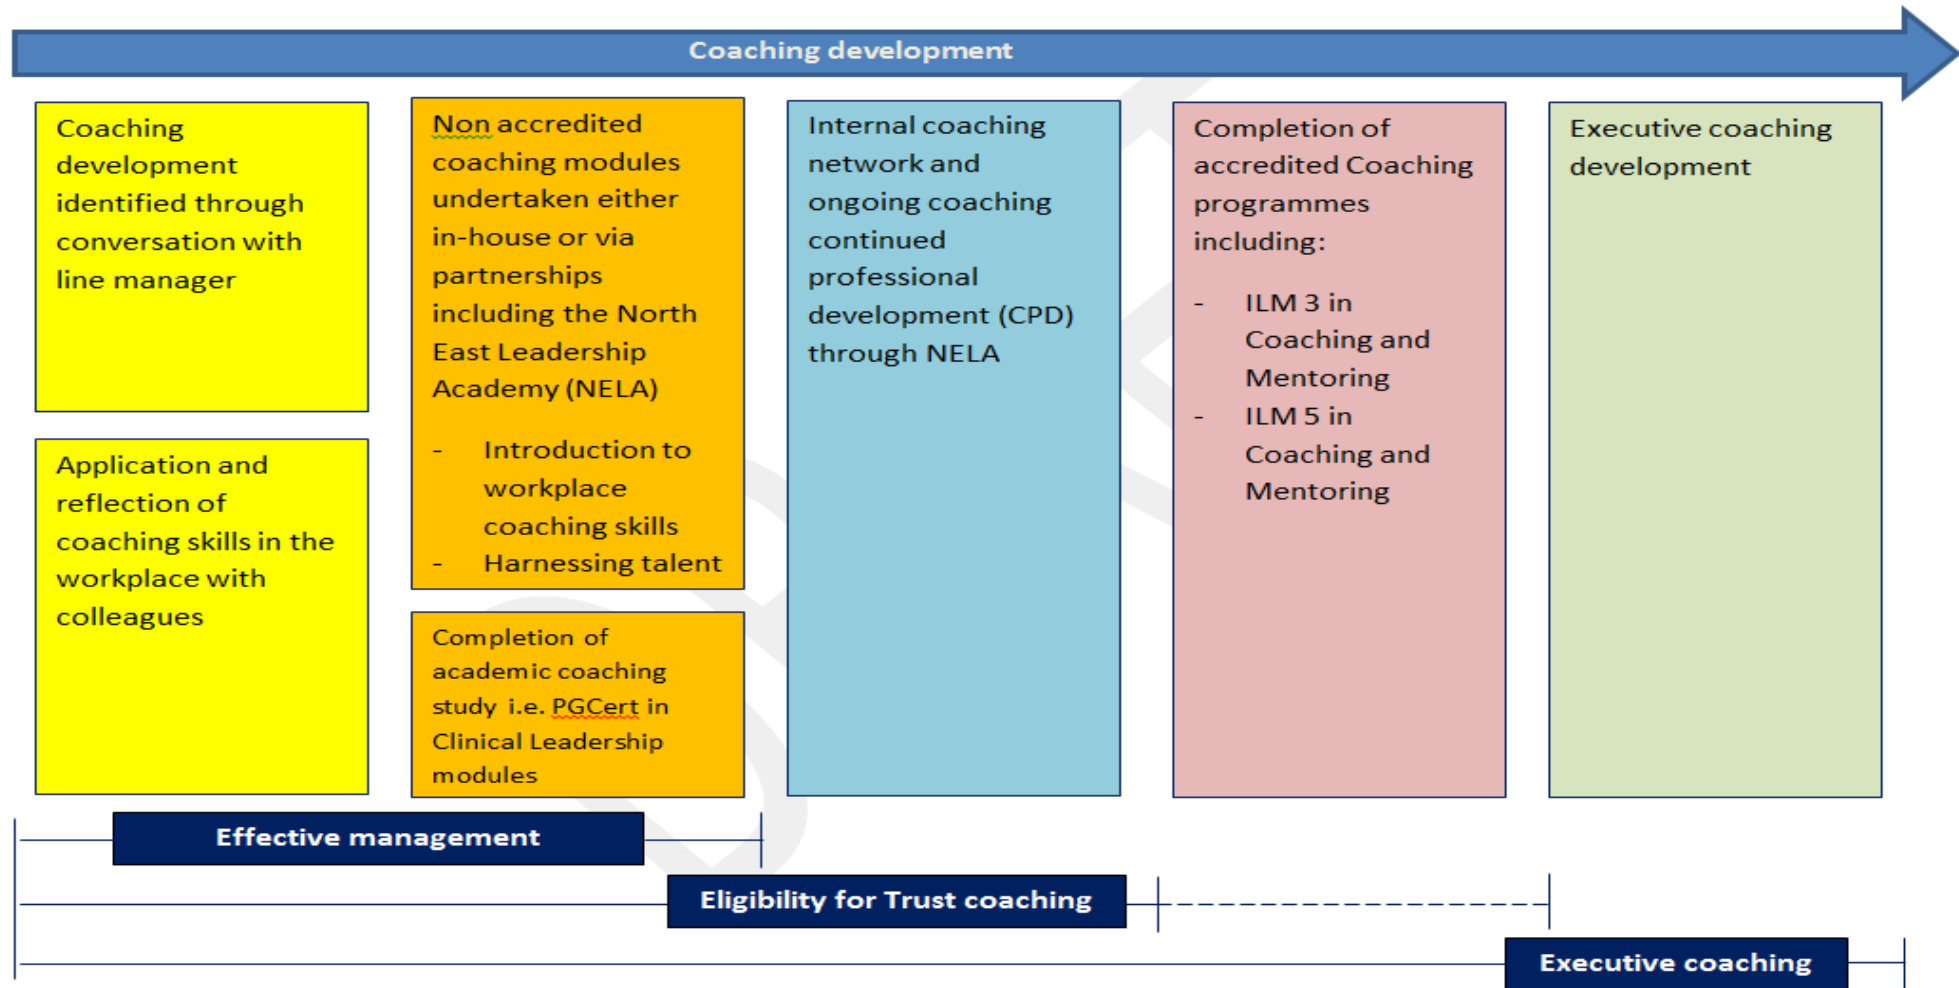 Coaching development
Coaching
development
identified through
conversation with
line manager
Application and
reflection of
coaching skills in the
workplace with
colleagues
Non accredited
coaching modules
undertaken either
in-house or via
partnerships
including the North
East Leadership
Academy (NELA)
- Introduction to
workplace
coaching skills
- Harnessing talent
Completion of
academic coaching
study i.e. PGCert in
Clinical Leadership
modules
Internal coaching
network and
ongoing coaching
continued
professional
development (CPD)
through NELA
Completion of
accredited Coaching
programmes
including:
- ILM 3 in
Coaching and
Mentoring
- ILM 5 in
Coaching and
Mentoring
Executive coaching
development
Effective management
Eligibility for Trust coaching
Executive coaching